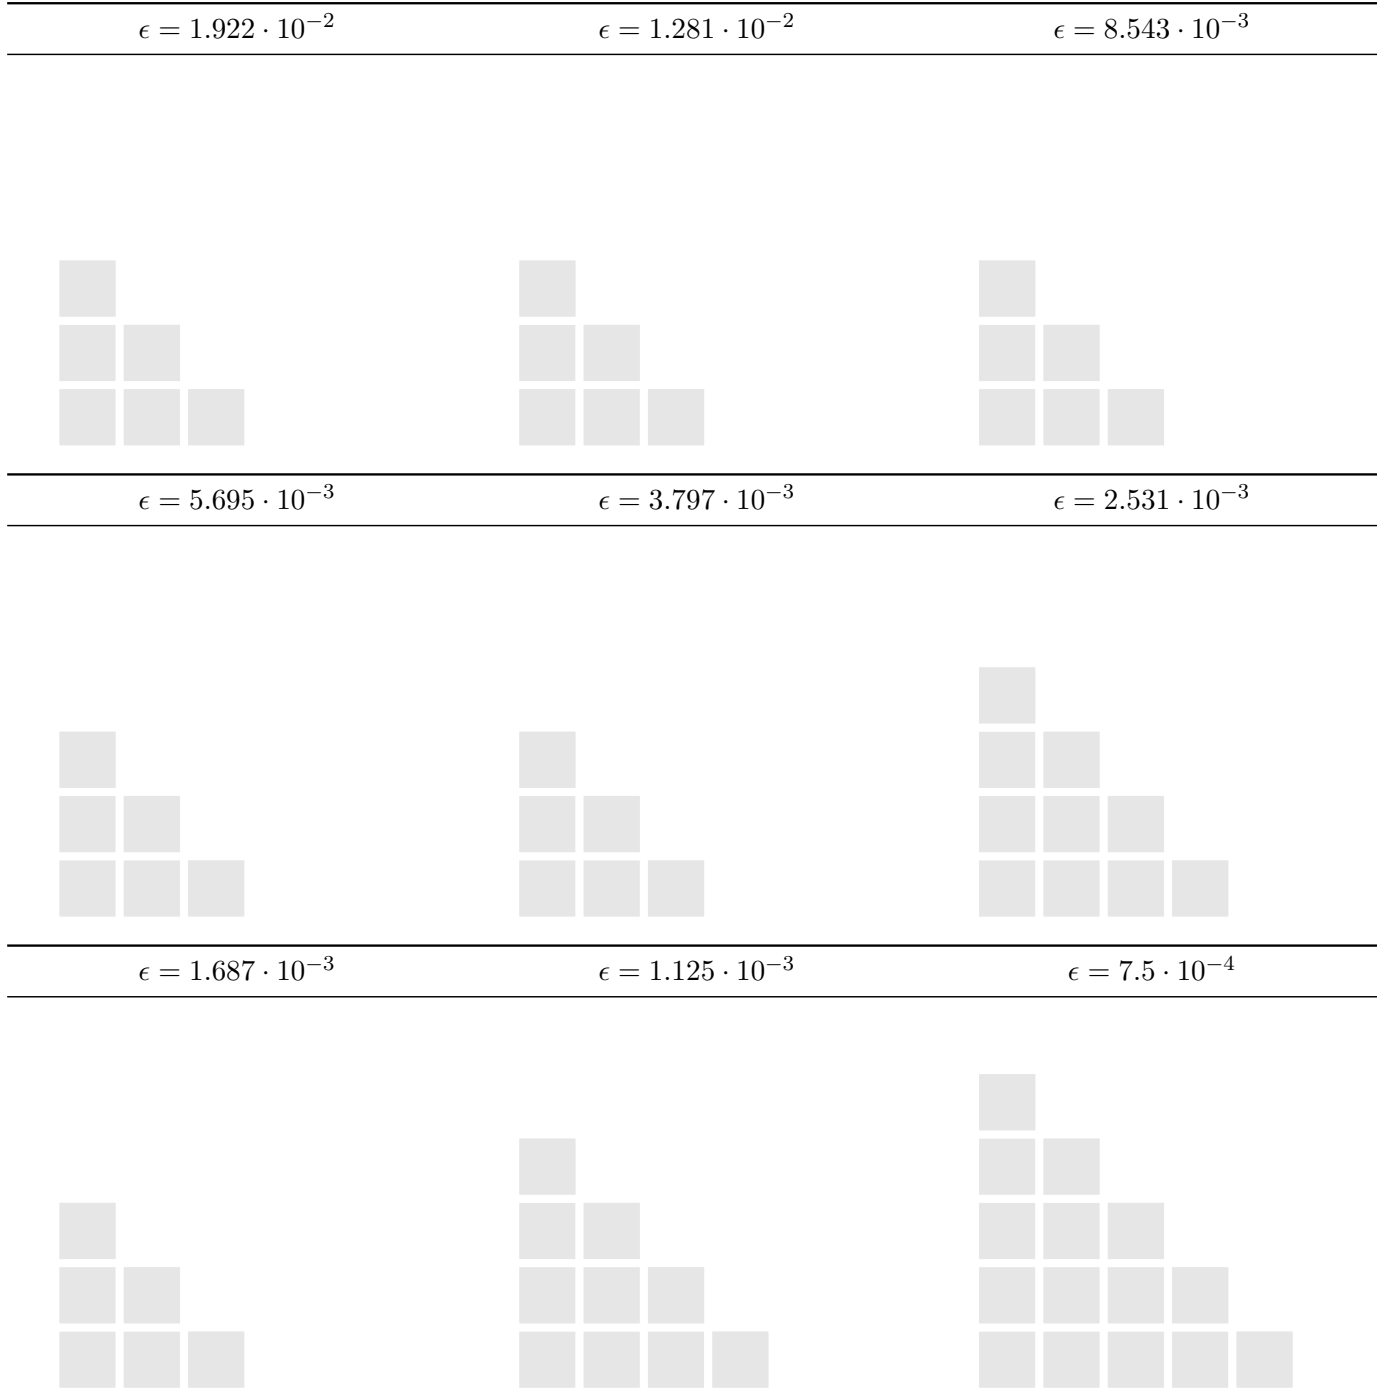 ϵ = 1.922 · 10⁻² ϵ = 1.281 · 10⁻² ϵ = 8.543 · 10⁻³
ϵ = 5.695 · 10⁻³ ϵ = 3.797 · 10⁻³ ϵ = 2.531 · 10⁻³
ϵ = 1.687 · 10⁻³ ϵ = 1.125 · 10⁻³ ϵ = 7.5 · 10⁻⁴